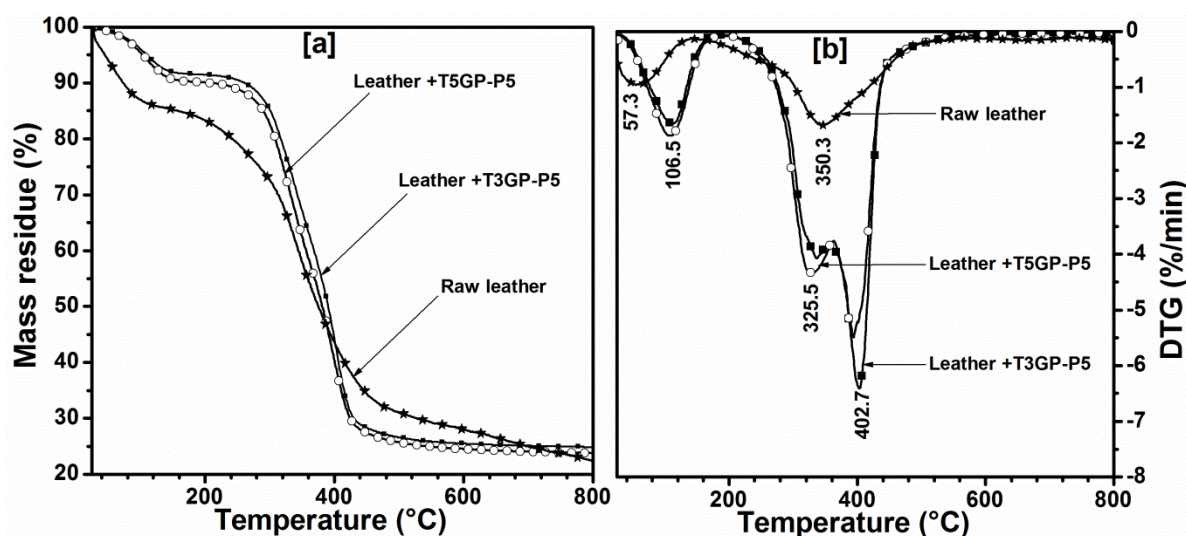 [a]
100
90
80
70
60
50
40
30
20
Mass residue (%)
Leather +T5GP-P5
Leather +T3GP-P5
Raw leather
200 400 600 800
Temperature (°C)
[b]
0
-1
-2
-3
-4
-5
-6
-7
-8
DTG (%/min)
57.3
106.5
350.3
325.5
402.7
Raw leather
Leather +T5GP-P5
Leather +T3GP-P5
200 400 600 800
Temperature (°C)